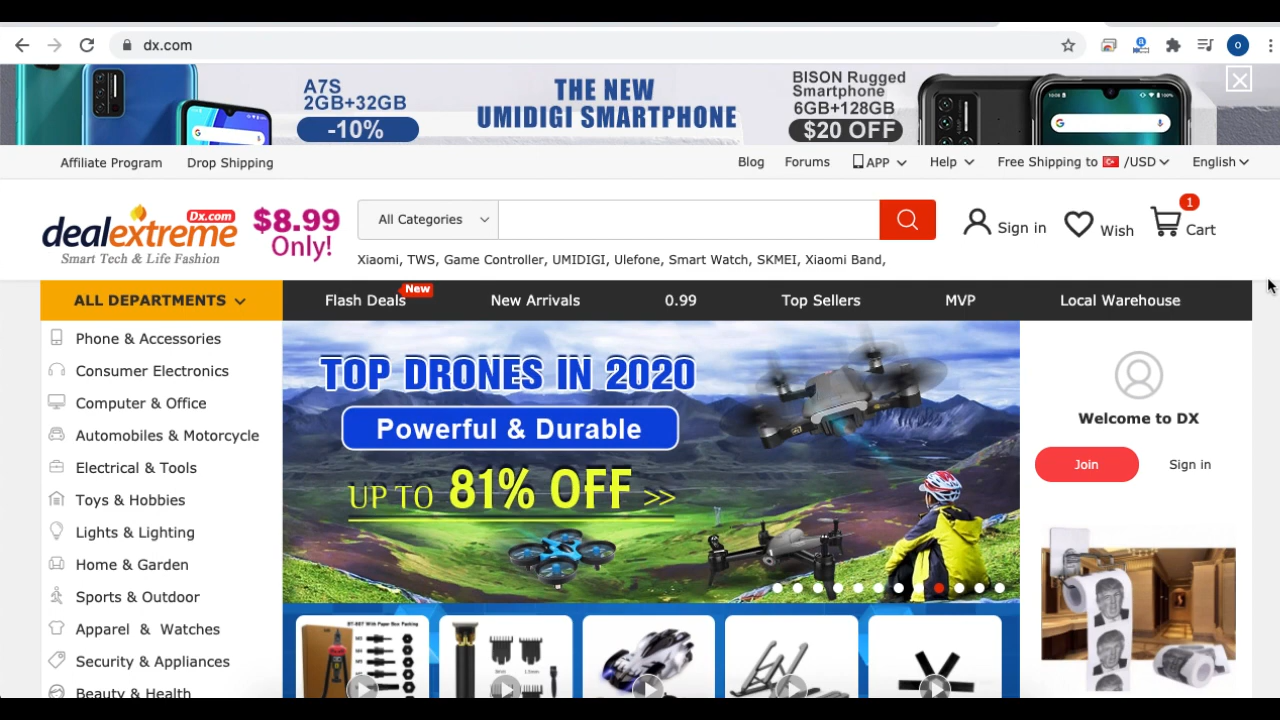 dx.com
O
A7S
2GB+32GB
-10%
THE NEW
UMIDIGI SMARTPHONE
BISON Rugged
Smartphone
6GB+128GB
$20 OFF
Affiliate Program
Drop Shipping
Blog
Forums
APP
Help
Free Shipping to /USD
English
Dx.com
dealextreme
Smart Tech & Life Fashion
$8.99
Only!
All Categories
Sign in
Wish
1
Cart
Xiaomi, TWS, Game Controller, UMIDIGI, Ulefone, Smart Watch, SKMEI, Xiaomi Band,
ALL DEPARTMENTS
Flash Deals
New
New Arrivals
0.99
Top Sellers
MVP
Local Warehouse
Phone & Accessories
Consumer Electronics
Computer & Office
Automobiles & Motorcycle
Electrical & Tools
Toys & Hobbies
Lights & Lighting
Home & Garden
Sports & Outdoor
Apparel & Watches
Security & Appliances
Beauty & Health
TOP DRONES IN 2020
Powerful & Durable
UP TO 81% OFF >>
Welcome to DX
Join
Sign in